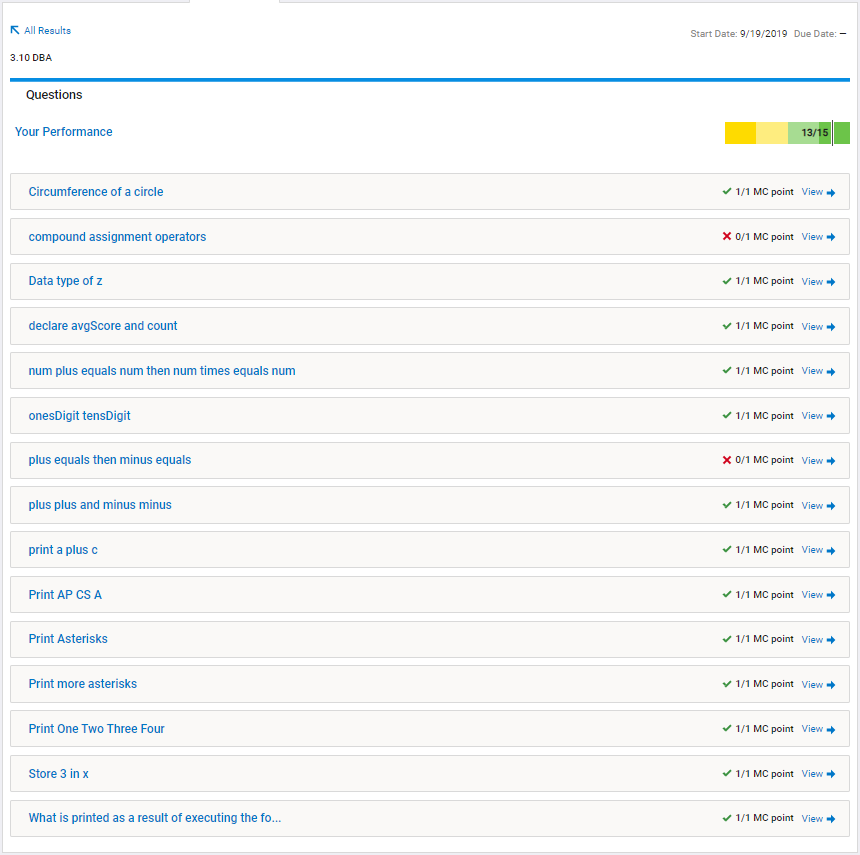 All Results
Start Date: 9/19/2019 Due Date: —
3.10 DBA
Questions
Your Performance 13/15
Circumference of a circle 1/1 MC point View
compound assignment operators 0/1 MC point View
Data type of z 1/1 MC point View
declare avgScore and count 1/1 MC point View
num plus equals num then num times equals num 1/1 MC point View
onesDigit tensDigit 1/1 MC point View
plus equals then minus equals 0/1 MC point View
plus plus and minus minus 1/1 MC point View
print a plus c 1/1 MC point View
Print AP CS A 1/1 MC point View
Print Asterisks 1/1 MC point View
Print more asterisks 1/1 MC point View
Print One Two Three Four 1/1 MC point View
Store 3 in x 1/1 MC point View
What is printed as a result of executing the fo... 1/1 MC point View